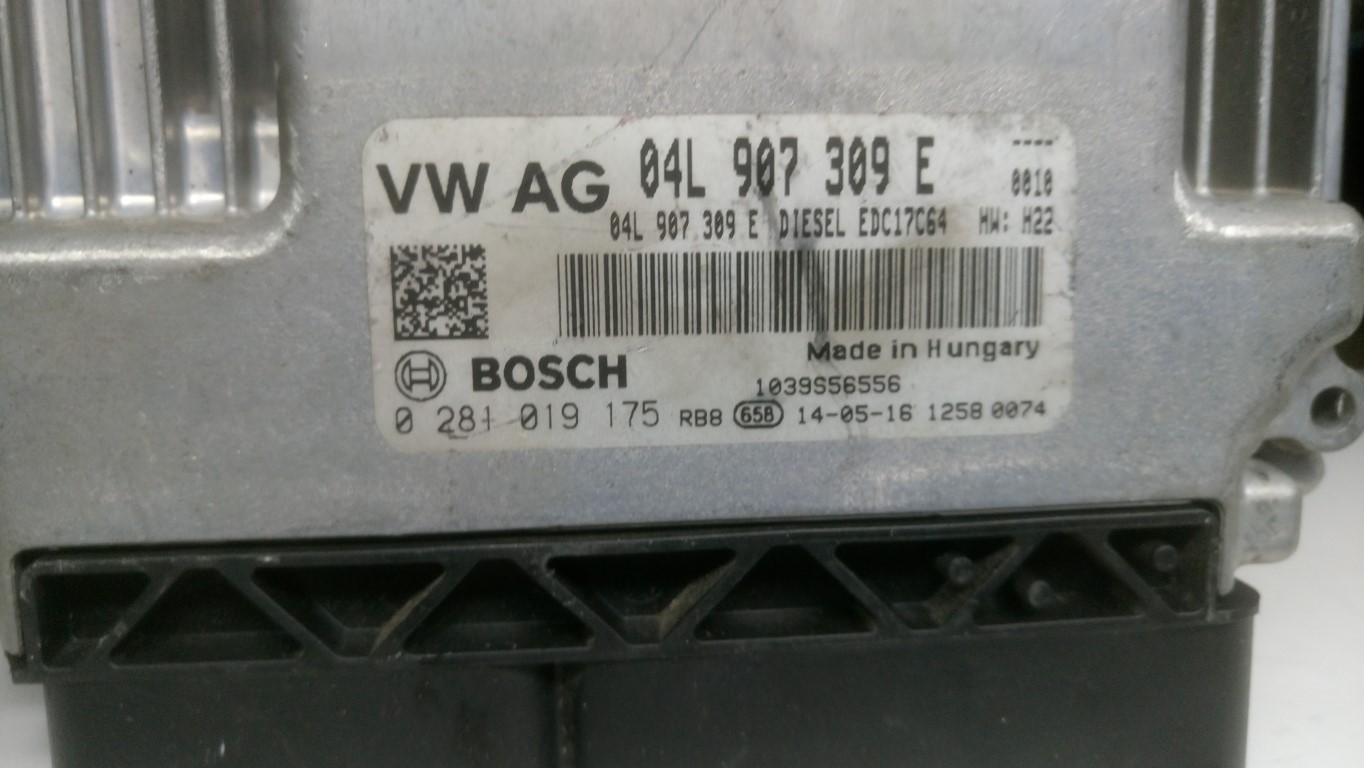 VW AG 04L 907 309 E ----
0010
04L 907 309 E DIESEL EDC17C64 HW: H22
Made in Hungary
BOSCH
1039S56556
0 281 019 175 RB8 658 14-05-16 1258 0074